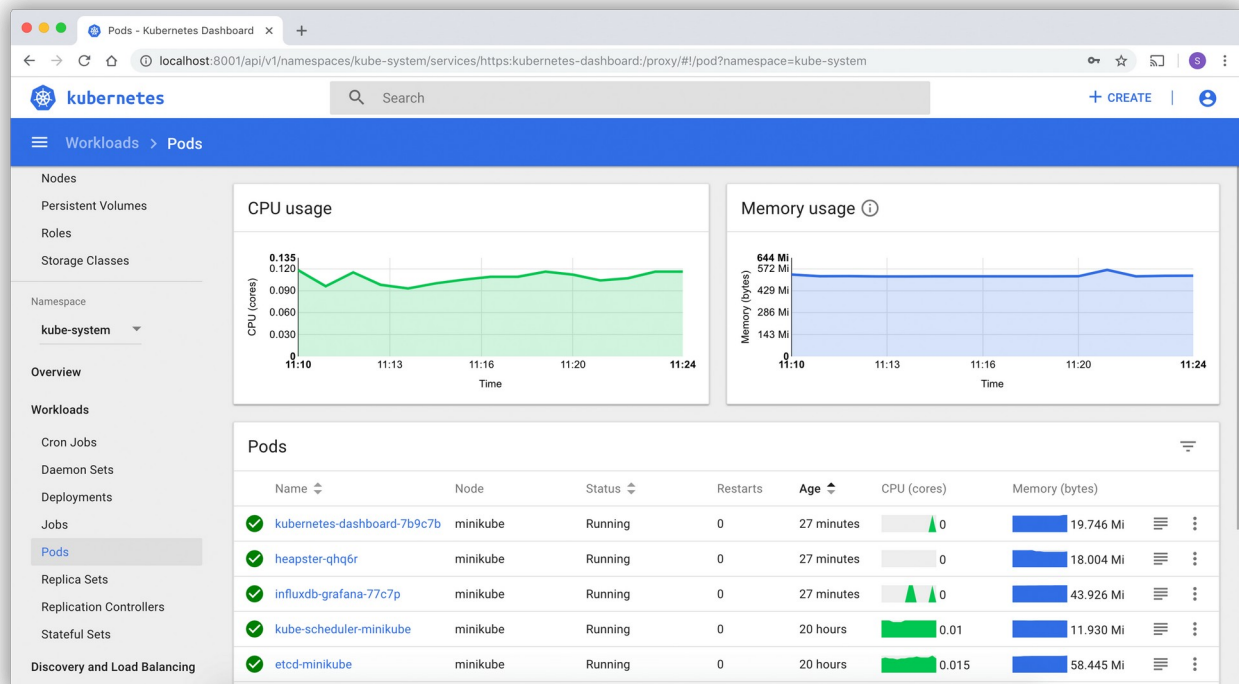 Pods - Kubernetes Dashboard
localhost:8001/api/v1/namespaces/kube-system/services/https:kubernetes-dashboard:/proxy/#!/pod?namespace=kube-system
S
kubernetes
Search
+ CREATE
Workloads > Pods
Nodes
Persistent Volumes
Roles
Storage Classes
Namespace
kube-system
Overview
Workloads
Cron Jobs
Daemon Sets
Deployments
Jobs
Pods
Replica Sets
Replication Controllers
Stateful Sets
Discovery and Load Balancing
CPU usage
CPU (cores)
0.135
0.120
0.090
0.060
0.030
0
11:10 11:13 11:16 11:20 11:24
Time
Memory usage
Memory (bytes)
644 Mi
572 Mi
429 Mi
286 Mi
143 Mi
0
11:10 11:13 11:16 11:20 11:24
Time
Pods
Name Node Status Restarts Age CPU (cores) Memory (bytes)
kubernetes-dashboard-7b9c7b minikube Running 0 27 minutes 0 19.746 Mi
heapster-qhq6r minikube Running 0 27 minutes 0 18.004 Mi
influxdb-grafana-77c7p minikube Running 0 27 minutes 0 43.926 Mi
kube-scheduler-minikube minikube Running 0 20 hours 0.01 11.930 Mi
etcd-minikube minikube Running 0 20 hours 0.015 58.445 Mi